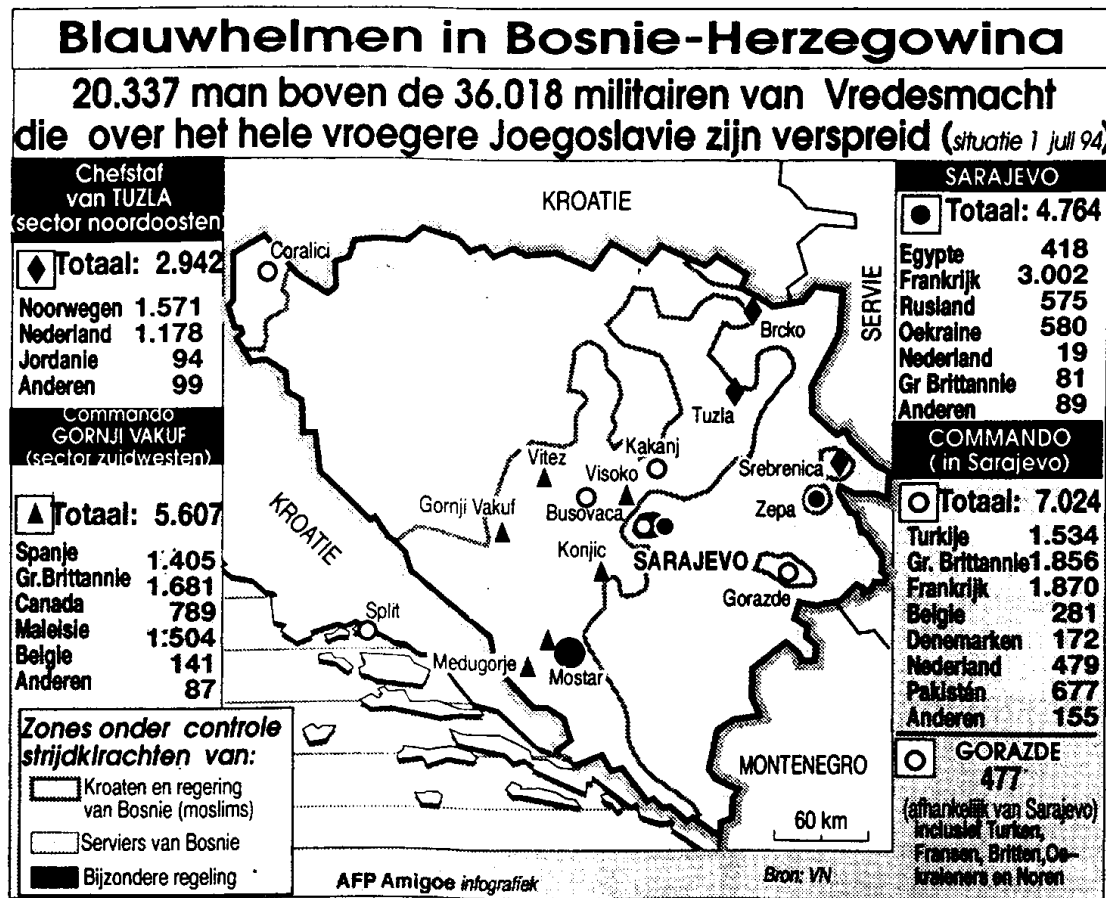 Blauwhelmen in Bosnie-Herzegowina
20.337 man boven de 36.018 militairen van Vredesmacht
die over het hele vroegere Joegoslavie zijn verspreid (situatie 1 juli 94)
Chefstaf
van TUZLA
(sector noordoosten)
Totaal: 2.942
Noorwegen 1.571
Nederland 1.178
Jordanie 94
Anderen 99
Commando
GORNJI VAKUF
(sector zuidwesten)
Totaal: 5.607
Spanje 1.405
Gr.Brittannie 1.681
Canada 789
Maleisie 1.504
Belgie 141
Anderen 87
Zones onder controle
strijdklrachten van:
Kroaten en regering
van Bosnie (moslims)
Serviers van Bosnie
Bijzondere regeling
KROATIE
Coralici
Brcko
SERVIE
Tuzla
Kakanj
Vitez
Visoko
Srebrenica
Gornji Vakuf
Busovaca
Zepa
KROATIE
Konjic
SARAJEVO
Gorazde
Split
Medugorje
Mostar
MONTENEGRO
60 km
AFP Amigoe infografiek
Bron: VN
SARAJEVO
Totaal: 4.764
Egypte 418
Frankrijk 3.002
Rusland 575
Oekraine 580
Nederland 19
Gr Brittannie 81
Anderen 89
COMMANDO
(in Sarajevo)
Totaal: 7.024
Turkije 1.534
Gr. Brittannie 1.856
Frankrijk 1.870
Belgie 281
Denemarken 172
Nederland 479
Pakistán 677
Anderen 155
GORAZDE
477
(afhankelijk van Sarajevo)
inclusief Turken,
Fransen, Britten, Oe-
kraieners en Noren